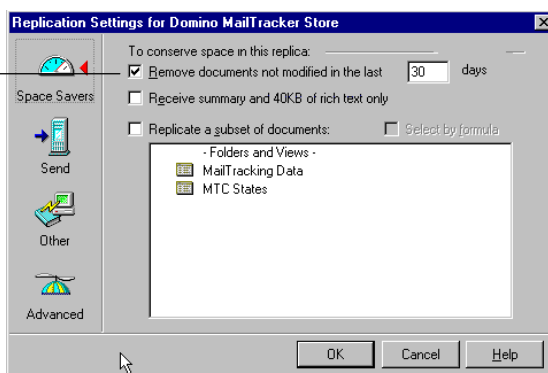 Replication Settings for Domino MailTracker Store
To conserve space in this replica:
Remove documents not modified in the last 30 days
Space Savers
Receive summary and 40KB of rich text only
Replicate a subset of documents:
Select by formula
- Folders and Views -
MailTracking Data
MTC States
Send
Other
Advanced
OK
Cancel
Help